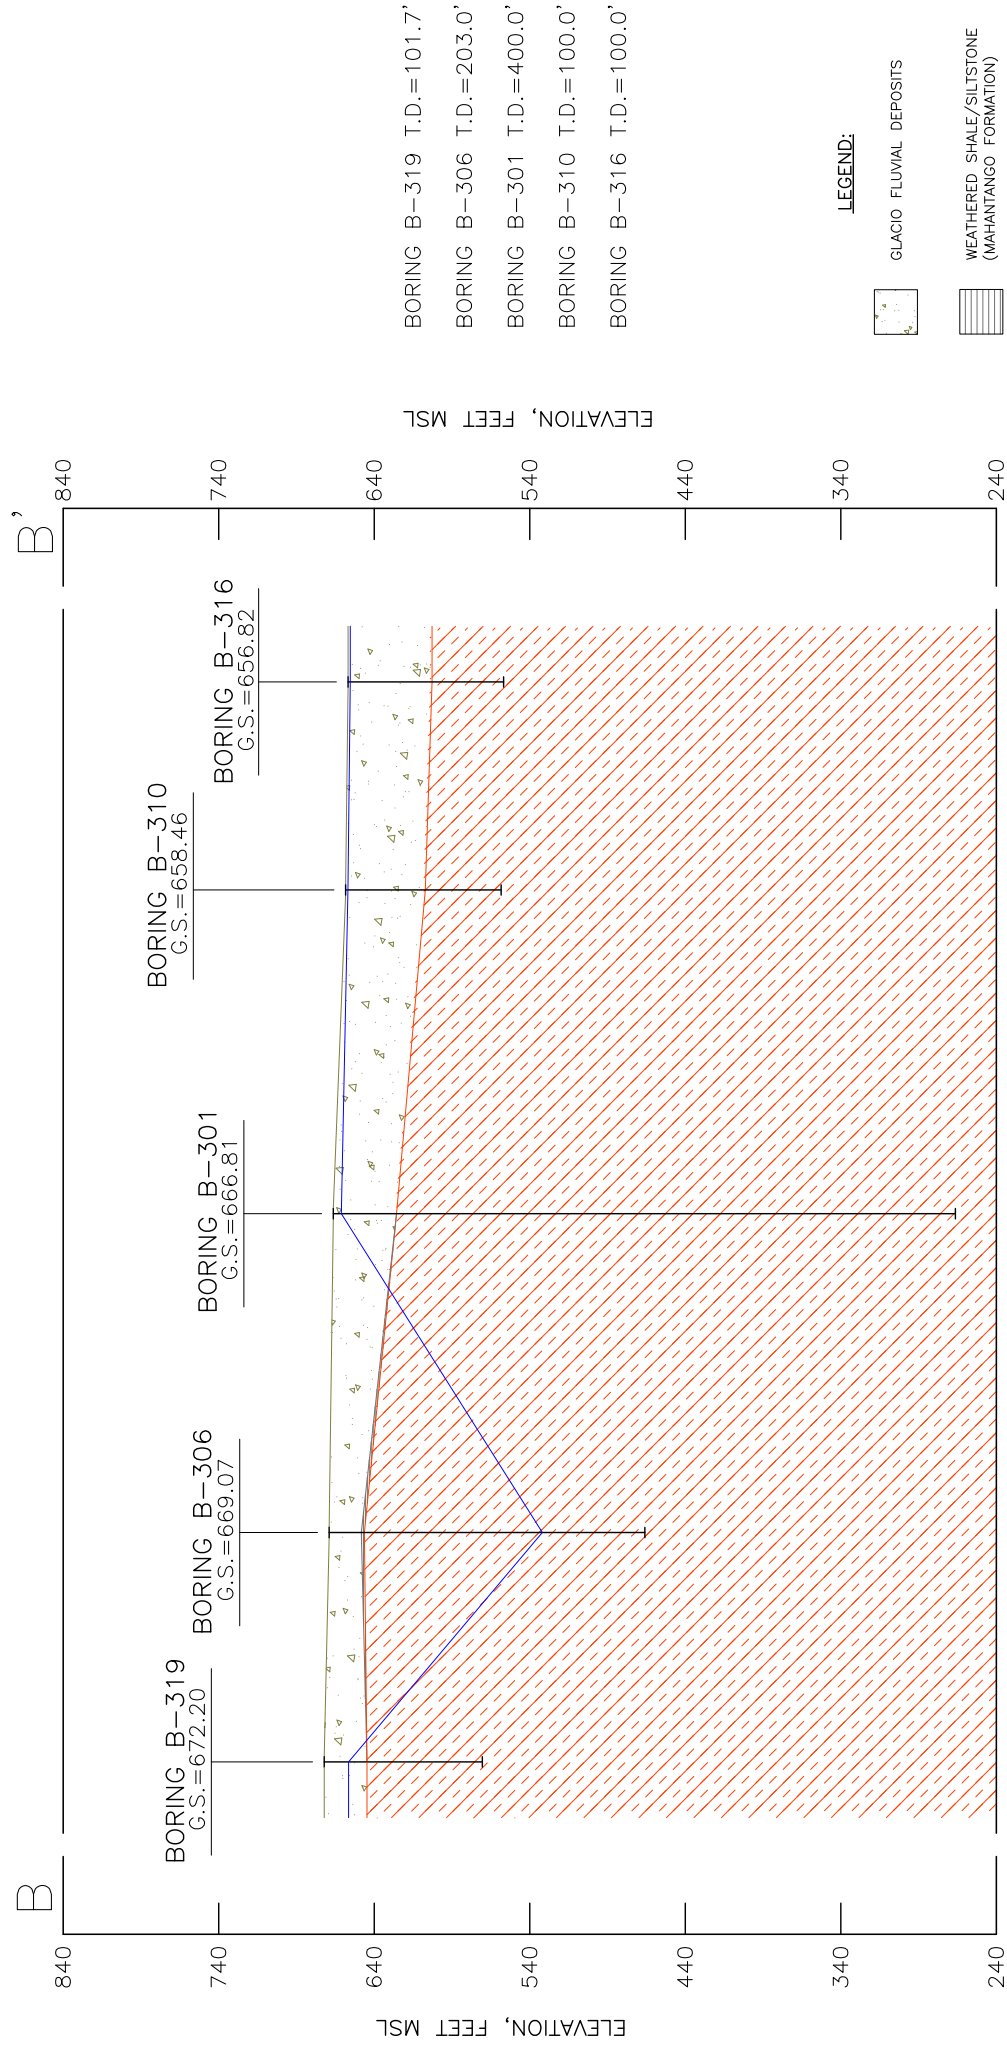 B
B'
840
740
640
540
440
340
240
ELEVATION, FEET MSL
BORING B-319
G.S.=672.20
BORING B-306
G.S.=669.07
BORING B-301
G.S.=666.81
BORING B-310
G.S.=658.46
BORING B-316
G.S.=656.82
840
740
640
540
440
340
240
ELEVATION, FEET MSL
BORING B-319 T.D.=101.7'
BORING B-306 T.D.=203.0'
BORING B-301 T.D.=400.0'
BORING B-310 T.D.=100.0'
BORING B-316 T.D.=100.0'
LEGEND:
GLACIO FLUVIAL DEPOSITS
WEATHERED SHALE/SILTSTONE
(MAHANTANGO FORMATION)